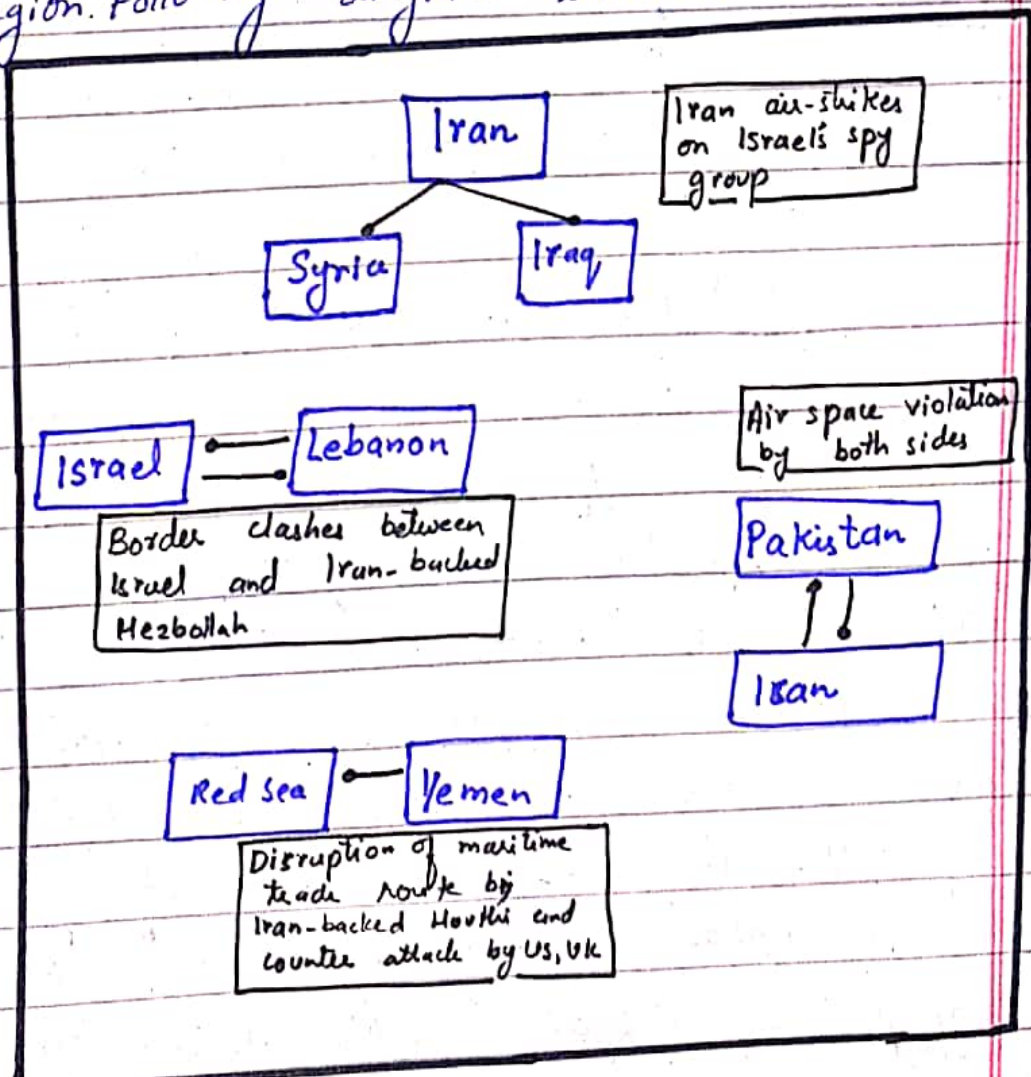 gion.
Iran
Iran air-strikes
on Israel's spy
group
Syria
Iraq
Israel
Lebanon
Border clashes between
Israel and Iran-backed
Hezbollah
Air space violation
by both sides
Pakistan
Iran
Red Sea
Yemen
Disruption of maritime
trade route by
Iran-backed Houthi and
counter attack by US, UK